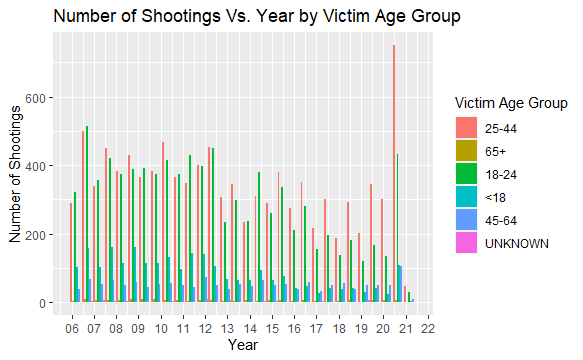 Number of Shootings Vs. Year by Victim Age Group
Number of Shootings
600
400
200
0
06 07 08 09 10 11 12 13 14 15 16 17 18 19 20 21 22
Year
Victim Age Group
25-44
65+
18-24
<18
45-64
UNKNOWN